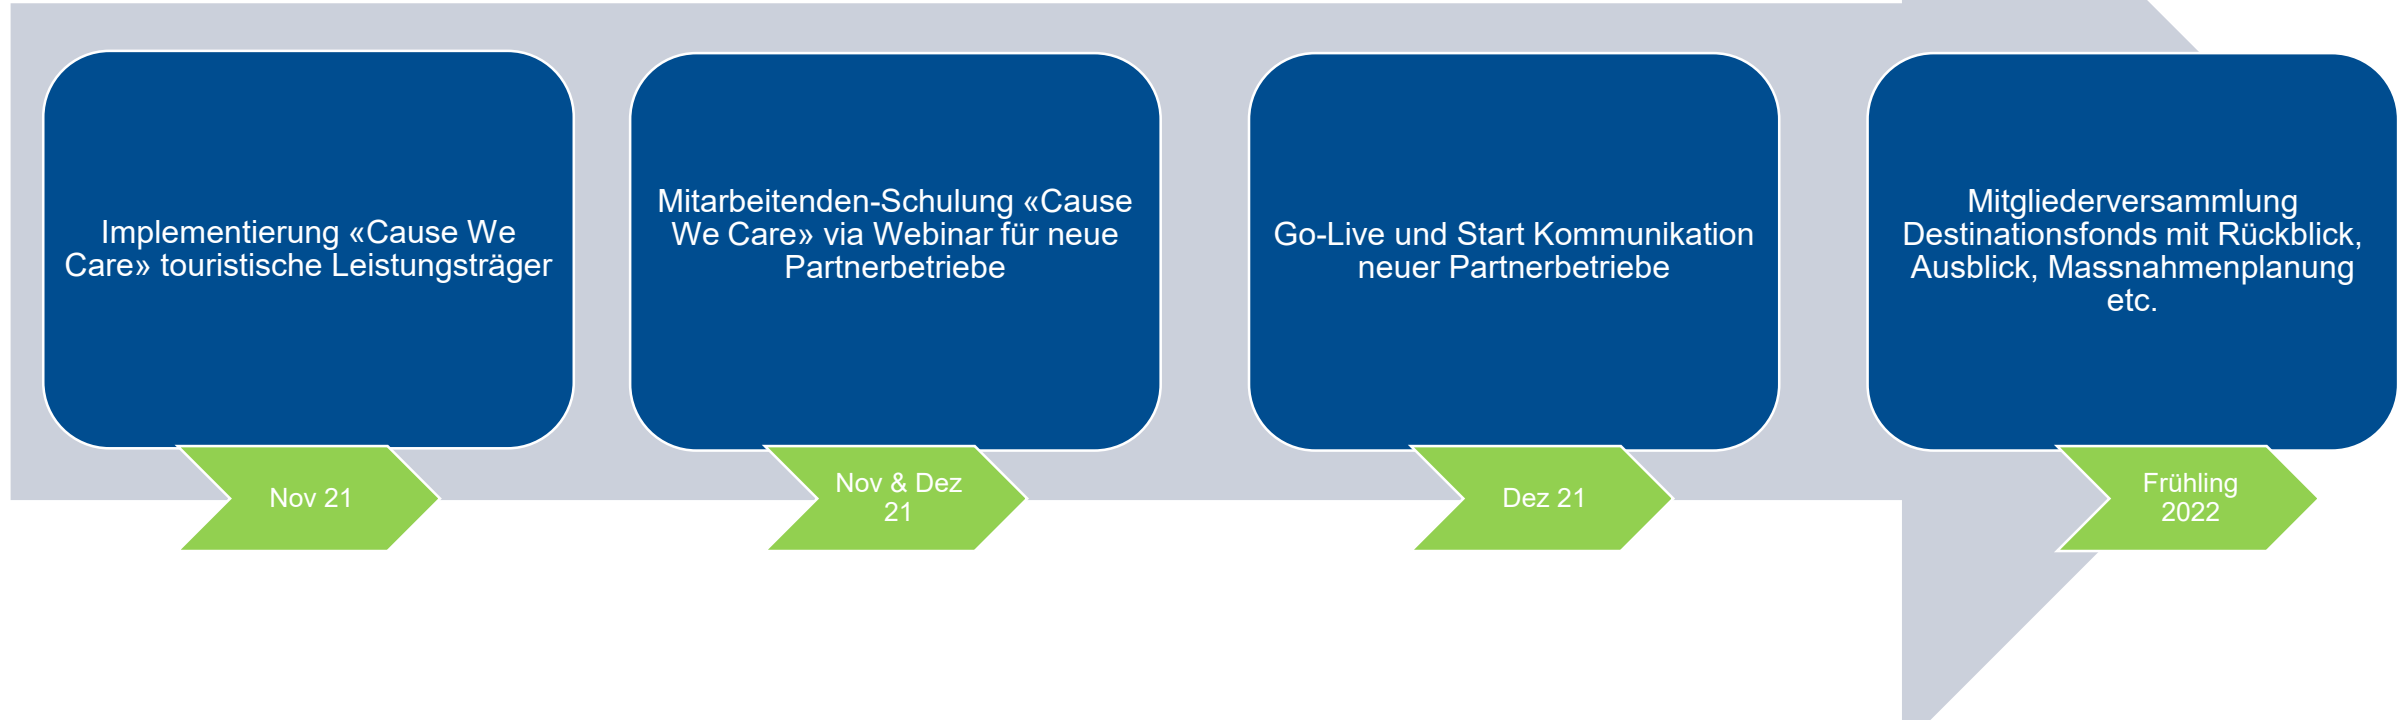 Implementierung «Cause We
Care» touristische Leistungsträger
Nov 21
Mitarbeitenden-Schulung «Cause
We Care» via Webinar für neue
Partnerbetriebe
Nov & Dez
21
Go-Live und Start Kommunikation
neuer Partnerbetriebe
Dez 21
Mitgliederversammlung
Destinationsfonds mit Rückblick,
Ausblick, Massnahmenplanung
etc.
Frühling
2022